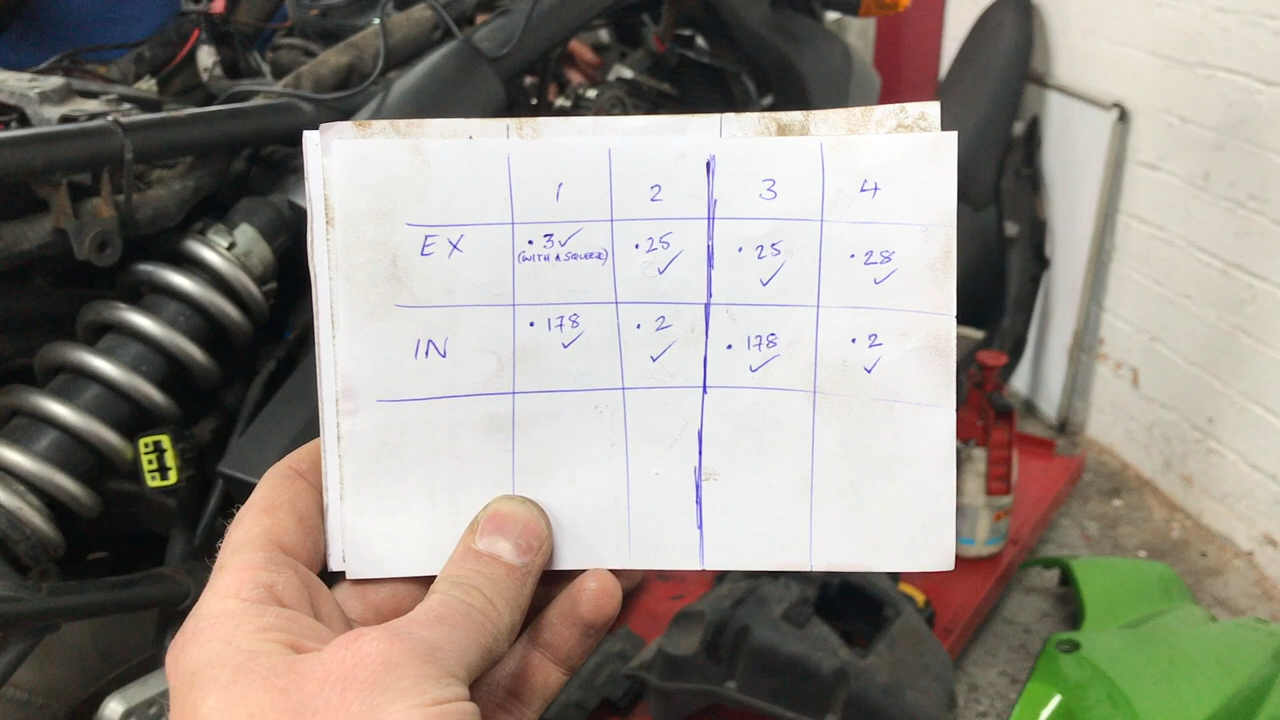 1 2 3 4
EX ·3✓ ·25 ✓ ·25 ✓ ·28 ✓
(WITH A SQUEEZE)
IN ·178 ✓ ·2 ✓ ·178 ✓ ·2 ✓